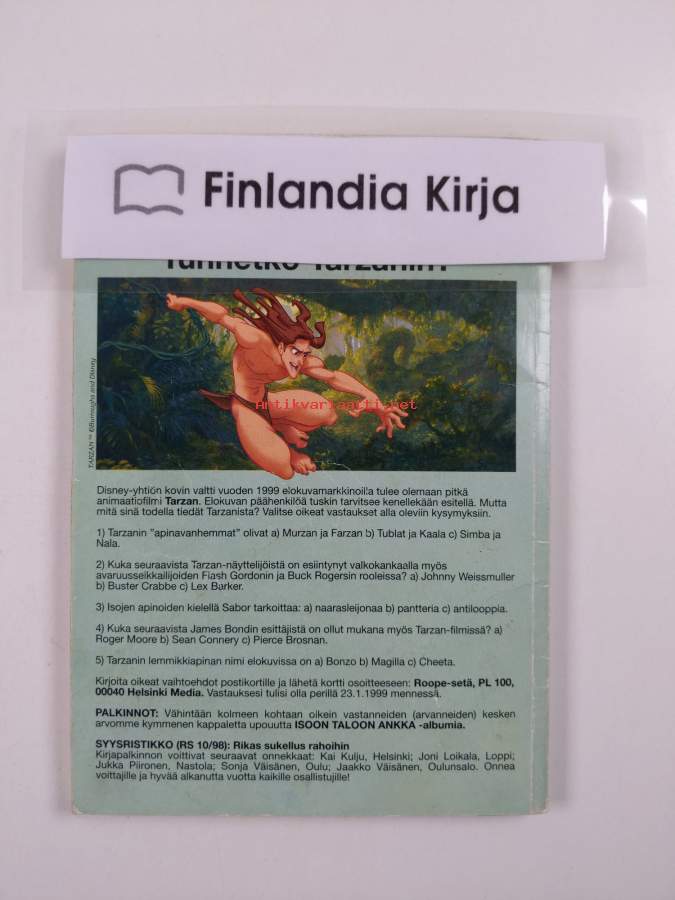 Finlandia Kirja
Tunnetko Tarzanin?
TARZAN™ ©Burroughs and Disney
Antikvariaatti.net
Disney-yhtiön kovin valtti vuoden 1999 elokuvamarkkinoilla tulee olemaan pitkä
animaatiofilmi Tarzan. Elokuvan päähenkilöä tuskin tarvitsee kenellekään esitellä. Mutta
mitä sinä todella tiedät Tarzanista? Valitse oikeat vastaukset alla oleviin kysymyksiin.
1) Tarzanin "apinavanhemmat" olivat a) Murzan ja Farzan b) Tublat ja Kaala c) Simba ja
Nala.
2) Kuka seuraavista Tarzan-näyttelijöistä on esiintynyt valkokankaalla myös
avaruusseikkailijoiden Flash Gordonin ja Buck Rogersin rooleissa? a) Johnny Weissmuller
b) Buster Crabbe c) Lex Barker.
3) Isojen apinoiden kielellä Sabor tarkoittaa: a) naarasleijonaa b) pantteria c) antilooppia.
4) Kuka seuraavista James Bondin esittäjistä on ollut mukana myös Tarzan-filmissä? a)
Roger Moore b) Sean Connery c) Pierce Brosnan.
5) Tarzanin lemmikkiapinan nimi elokuvissa on a) Bonzo b) Magilla c) Cheeta.
Kirjoita oikeat vaihtoehdot postikortille ja lähetä kortti osoitteeseen: Roope-setä, PL 100,
00040 Helsinki Media. Vastauksesi tulisi olla perillä 23.1.1999 mennessä.
PALKINNOT: Vähintään kolmeen kohtaan oikein vastanneiden (arvanneiden) kesken
arvomme kymmenen kappaletta upouutta ISOON TALOON ANKKA -albumia.
SYYSRISTIKKO (RS 10/98): Rikas sukellus rahoihin
Kirjapalkinnon voittivat seuraavat onnekkaat: Kai Kulju, Helsinki; Joni Loikala, Loppi;
Jukka Piironen, Nastola; Sonja Väisänen, Oulu; Jaakko Väisänen, Oulunsalo. Onnea
voittajille ja hyvää alkanutta vuotta kaikille osallistujille!